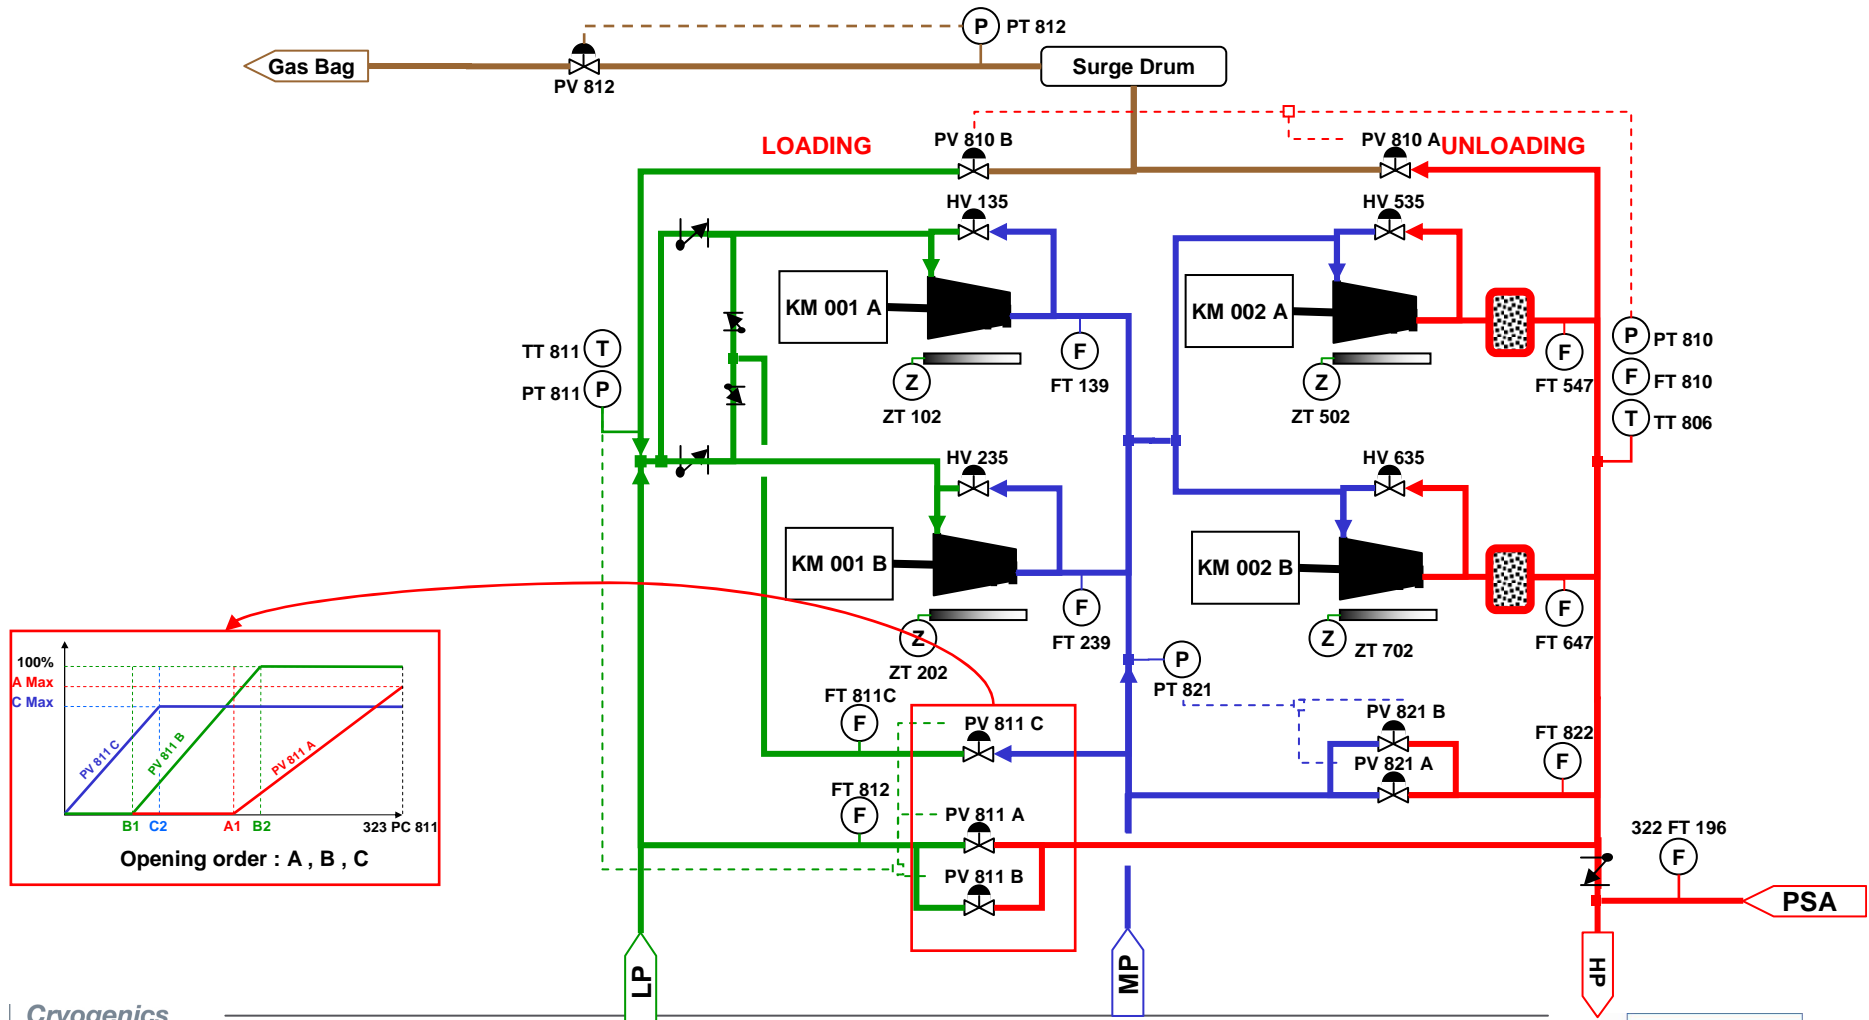 P PT 812
Gas Bag
Surge Drum
PV 812
LOADING
PV 810 B
PV 810 A
UNLOADING
HV 135
HV 535
KM 001 A
KM 002 A
TT 811 T
PT 811 P
F
FT 139
Z
ZT 102
F
FT 547
Z
ZT 502
P PT 810
F FT 810
T TT 806
HV 235
HV 635
KM 001 B
KM 002 B
F
FT 239
Z
ZT 202
F
FT 647
Z
ZT 702
P
PT 821
100%
A Max
C Max
PV 811 C
PV 811 B
PV 811 A
B1 C2 A1 B2 323 PC 811
Opening order : A , B , C
FT 811C
F
PV 811 C
PV 821 B
PV 821 A
FT 822
F
FT 812
F
PV 811 A
PV 811 B
322 FT 196
F
PSA
LP
MP
HP
Cryogenics